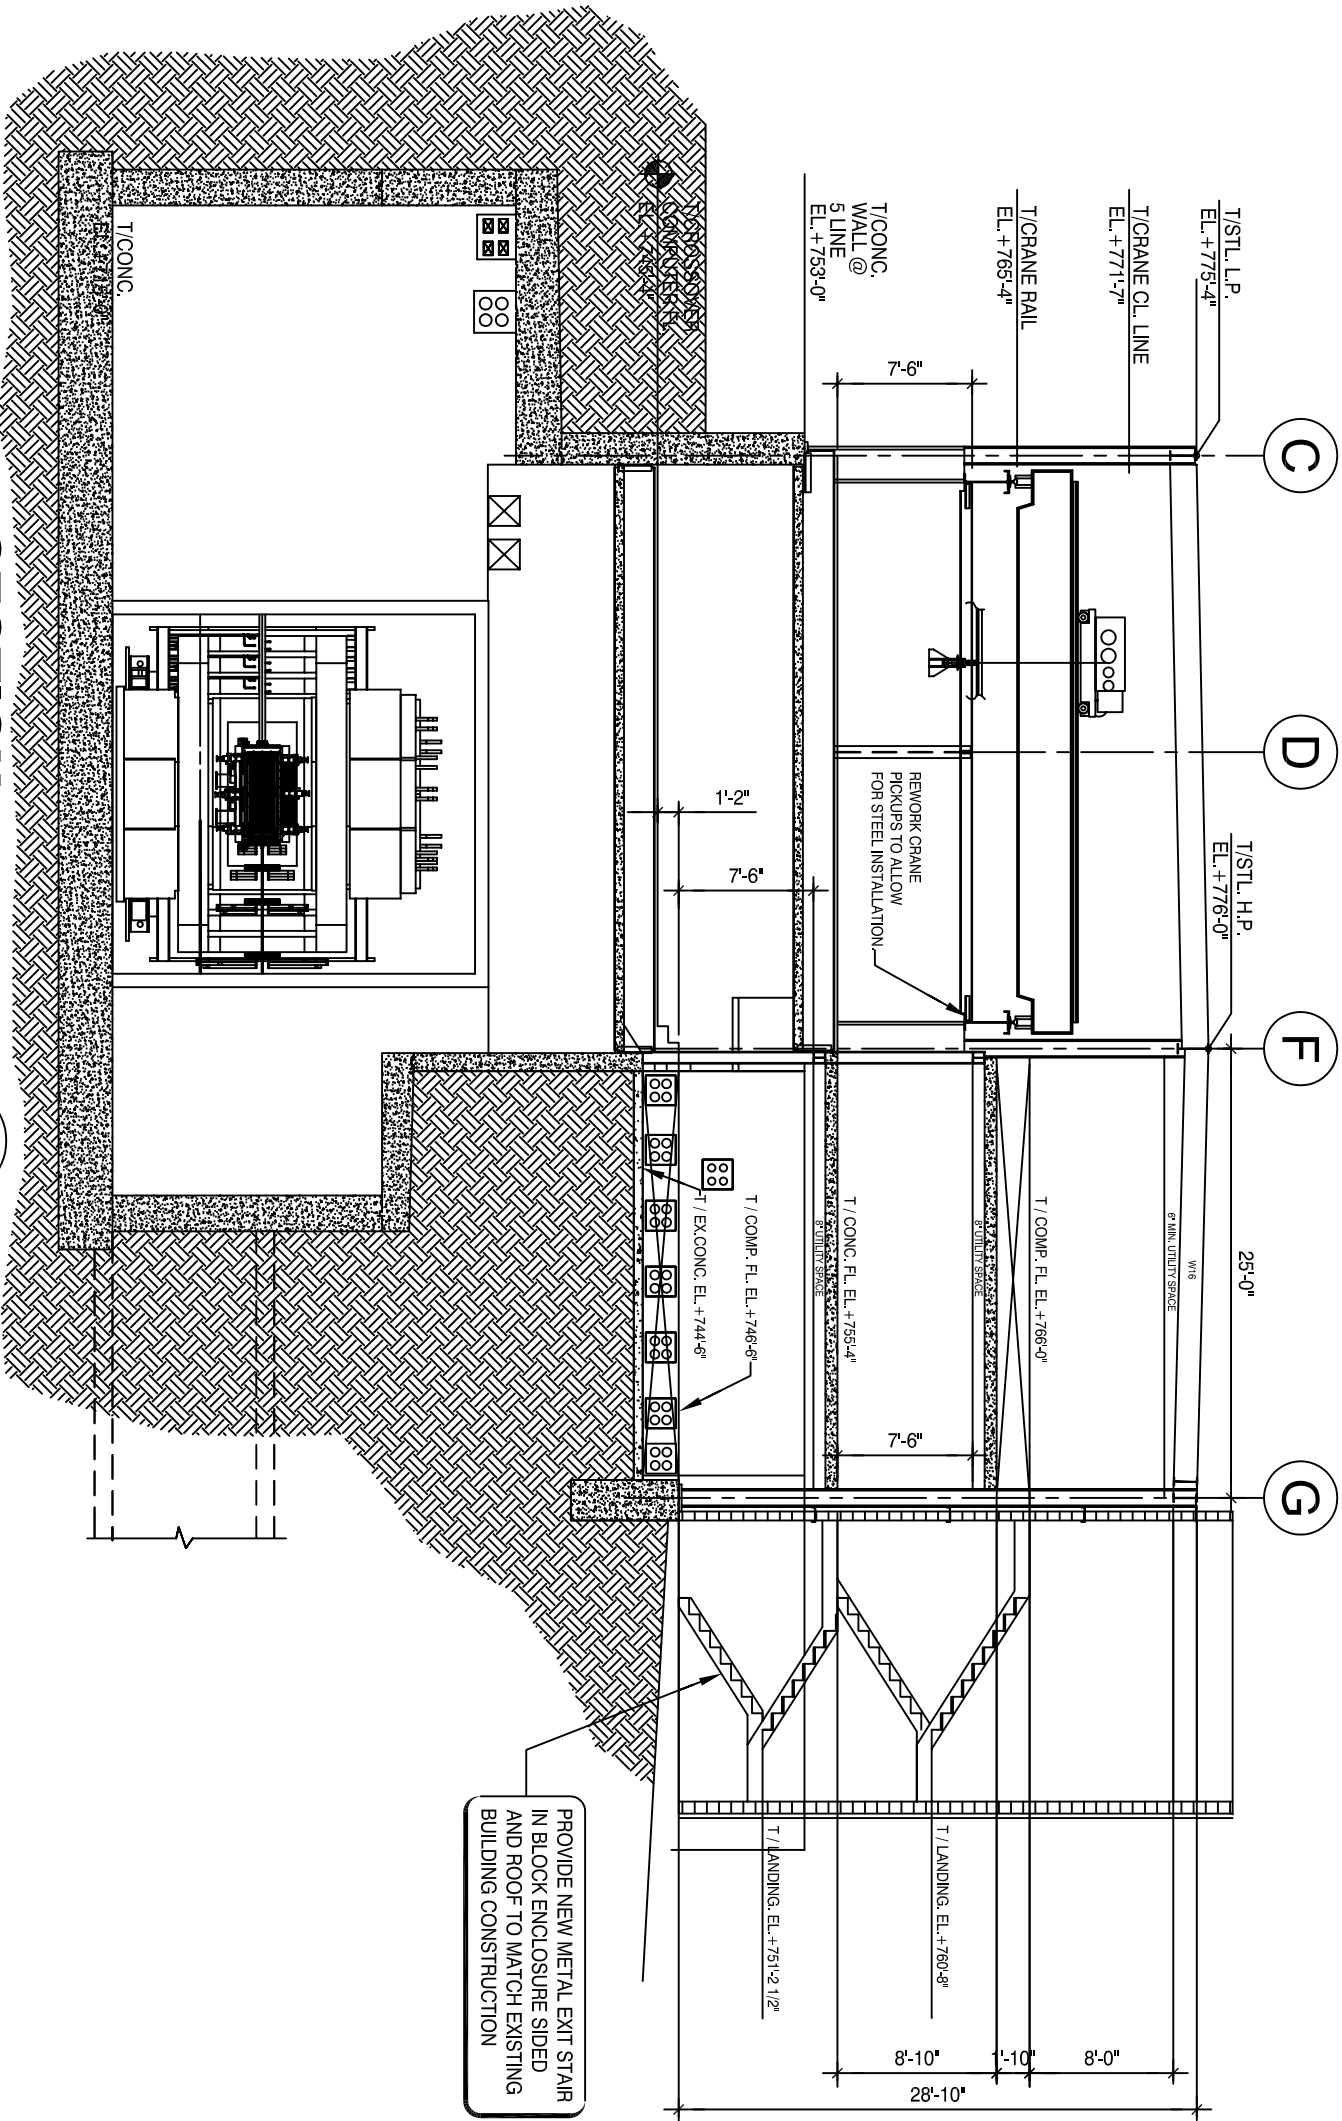 C
D
F
G
T/STL. L.P.
EL.+775'-4"
T/CRANE CL. LINE
EL.+771'-7"
T/CRANE RAIL
EL.+765'-4"
T/CONC.
WALL @
5 LINE
EL.+753'-0"
T/CROSSOVER
COMPUTER FL.
T/CONC.
7'-6"
T/STL. H.P.
EL.+776'-0"
25'-0"
REWORK CRANE
PICKUPS TO ALLOW
FOR STEEL INSTALLATION.
1'-2"
7'-6"
W16
6' MIN. UTILITY SPACE
T / COMP. FL. EL.+766'-0"
8" UTILITY SPACE
T / CONC. FL. EL.+755'-4"
8" UTILITY SPACE
T / COMP. FL. EL.+746'-6"
T / EX.CONC. EL.+744'-6"
7'-6"
T / LANDING. EL.+760'-8"
T / LANDING. EL.+751'-2 1/2"
8'-10"
1'-10"
8'-0"
28'-10"
PROVIDE NEW METAL EXIT STAIR
IN BLOCK ENCLOSURE SIDED
AND ROOF TO MATCH EXISTING
BUILDING CONSTRUCTION